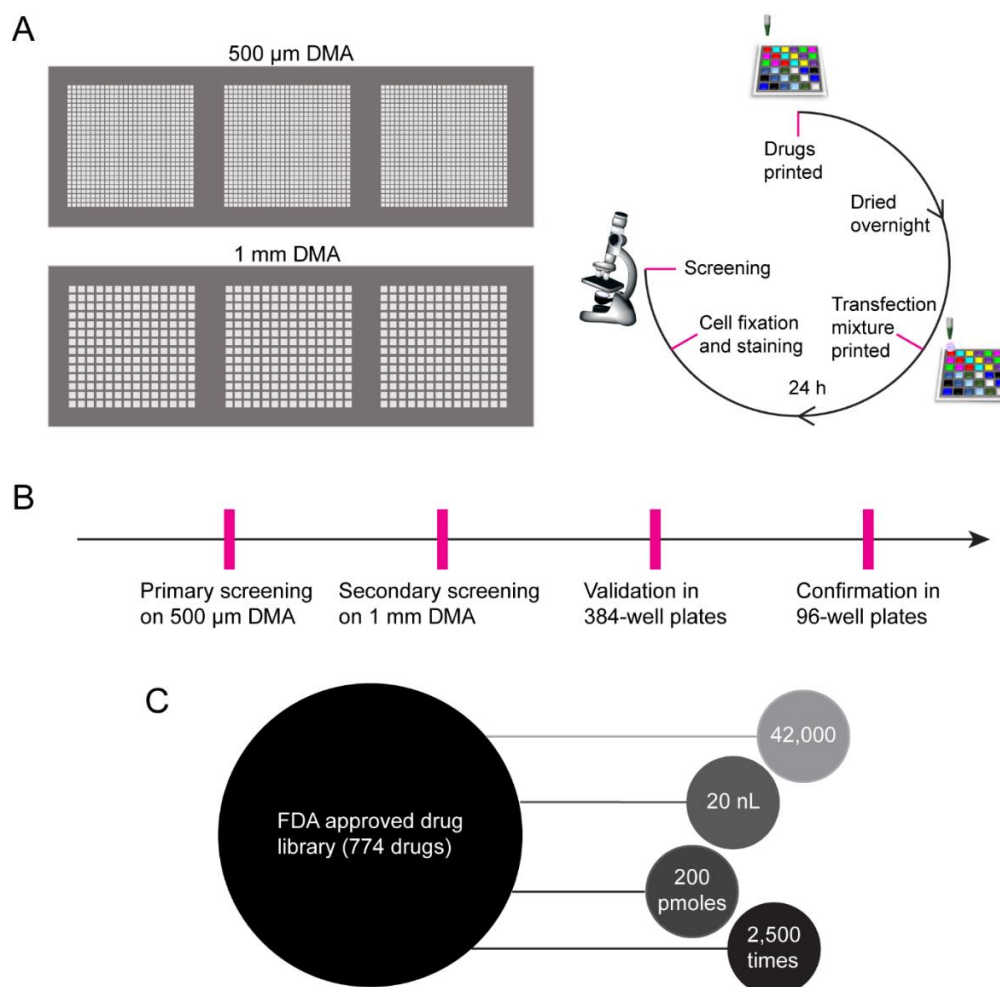 A
500 µm DMA
1 mm DMA
Drugs
printed
Dried
overnight
Transfection
mixture
printed
24 h
Cell fixation
and staining
Screening
B
Primary screening
on 500 µm DMA
Secondary screening
on 1 mm DMA
Validation in
384-well plates
Confirmation in
96-well plates
C
FDA approved drug
library (774 drugs)
42,000
20 nL
200
pmoles
2,500
times